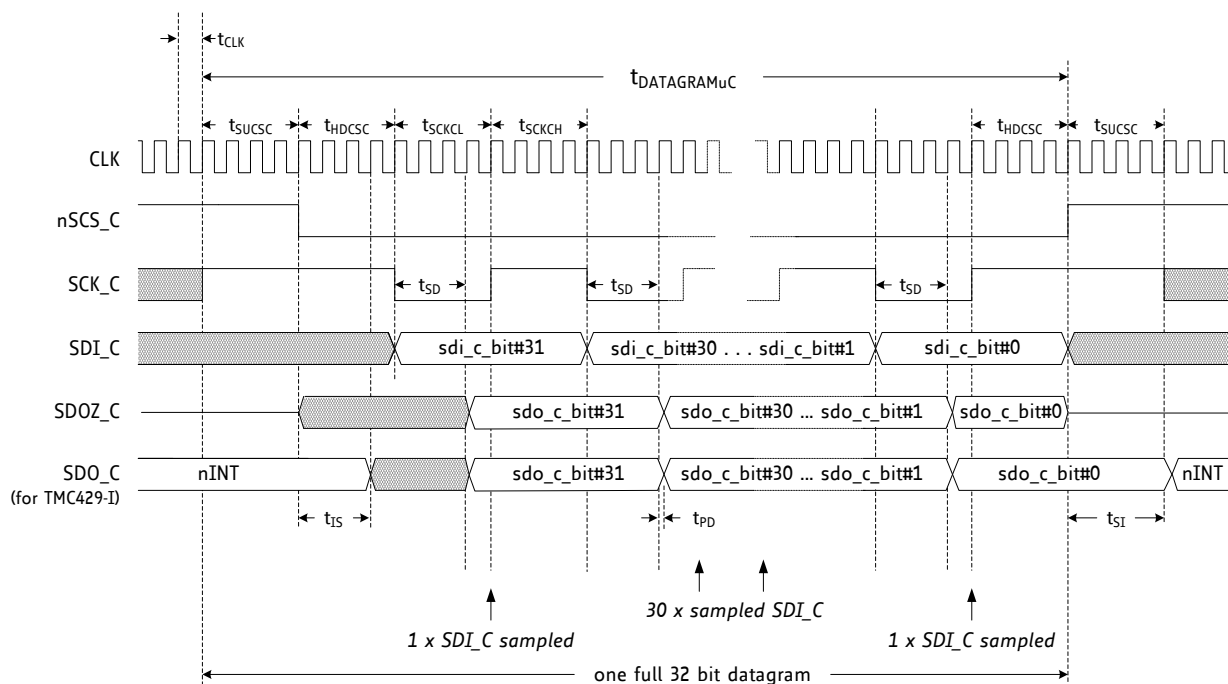 tCLK
tDATAGRAMuC
tSUCSC tHDCSC tSCKCL tSCKCH tHDCSC tSUCSC
CLK
nSCS_C
SCK_C tSD tSD tSD
SDI_C sdi_c_bit#31 sdi_c_bit#30 . . . sdi_c_bit#1 sdi_c_bit#0
SDOZ_C sdo_c_bit#31 sdo_c_bit#30 ... sdo_c_bit#1 sdo_c_bit#0
SDO_C nINT sdo_c_bit#31 sdo_c_bit#30 ... sdo_c_bit#1 sdo_c_bit#0 nINT
(for TMC429-I)
tIS tPD tSI
30 x sampled SDI_C
1 x SDI_C sampled 1 x SDI_C sampled
one full 32 bit datagram